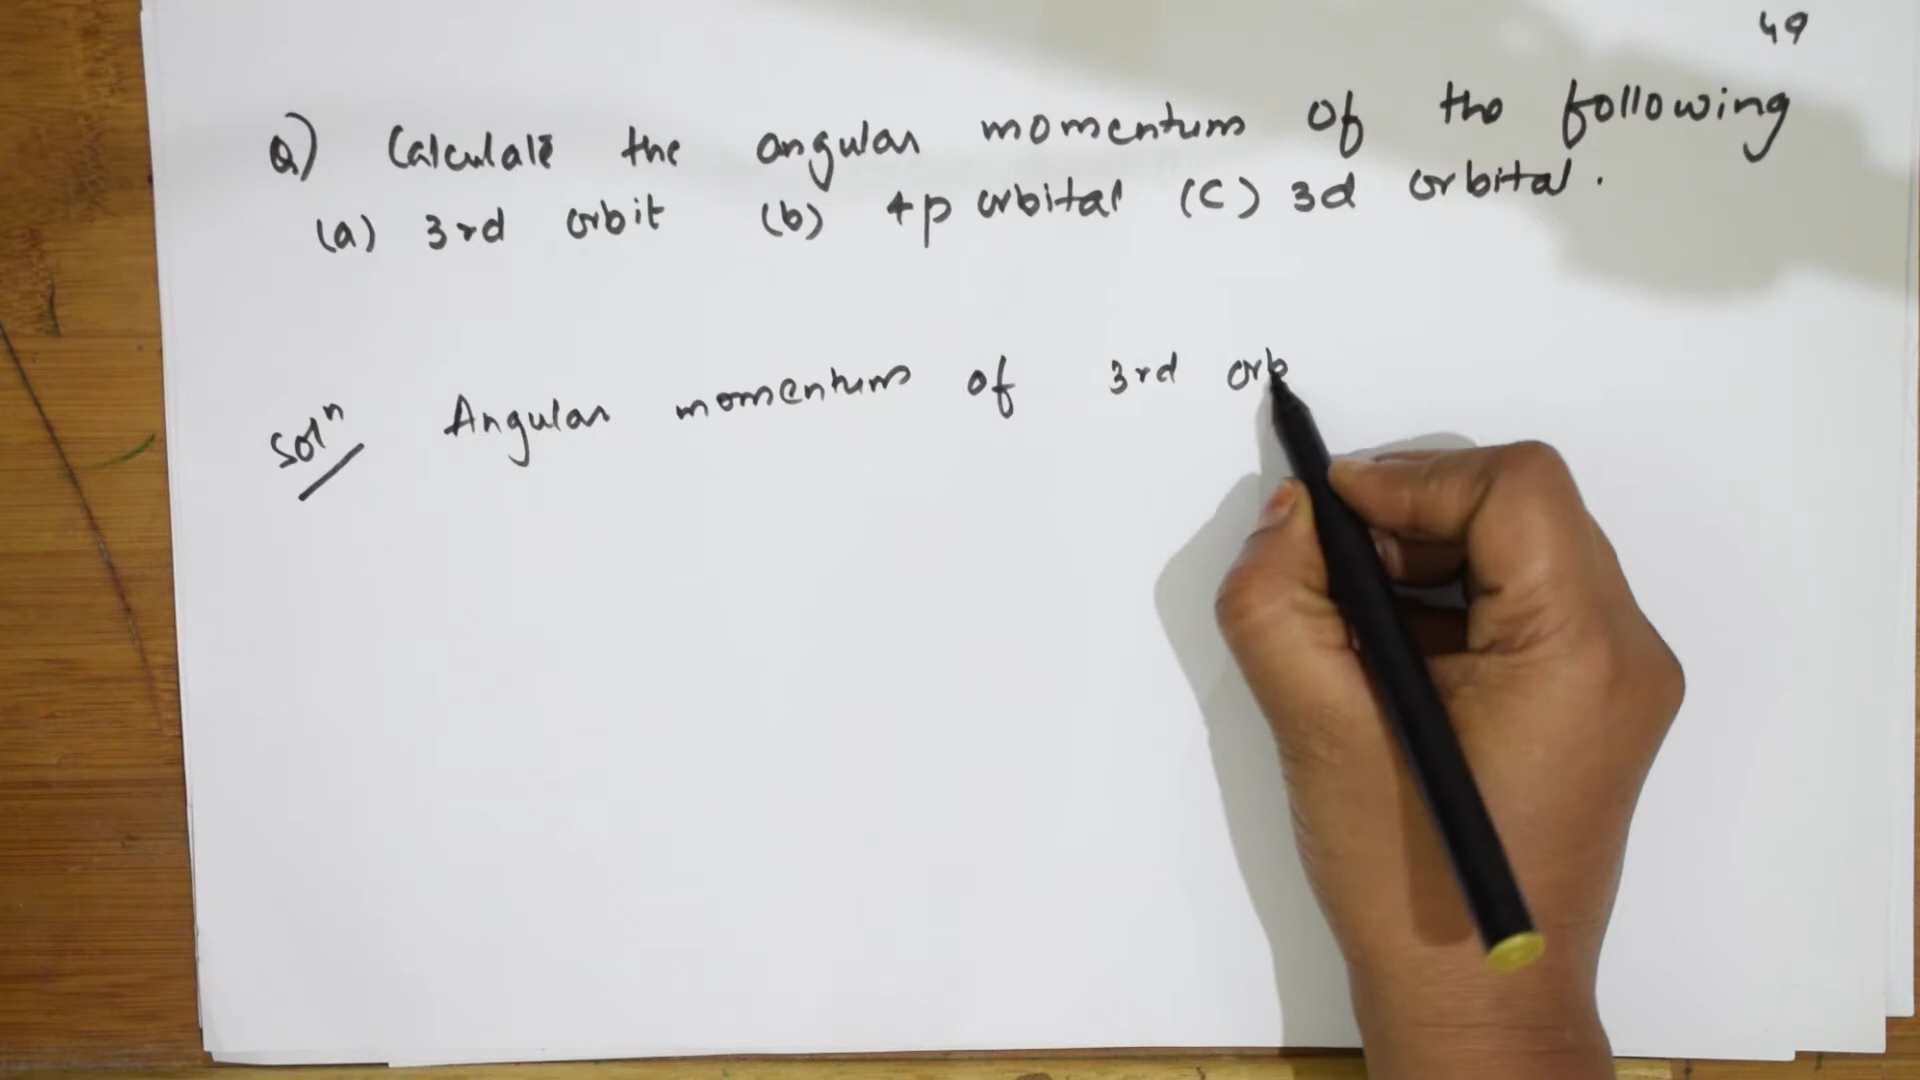 49
Q) Calculate the angular momentum of the following
(a) 3rd orbit (b) 4p orbital (C) 3d orbital.
Solⁿ Angular momentum of 3rd orb